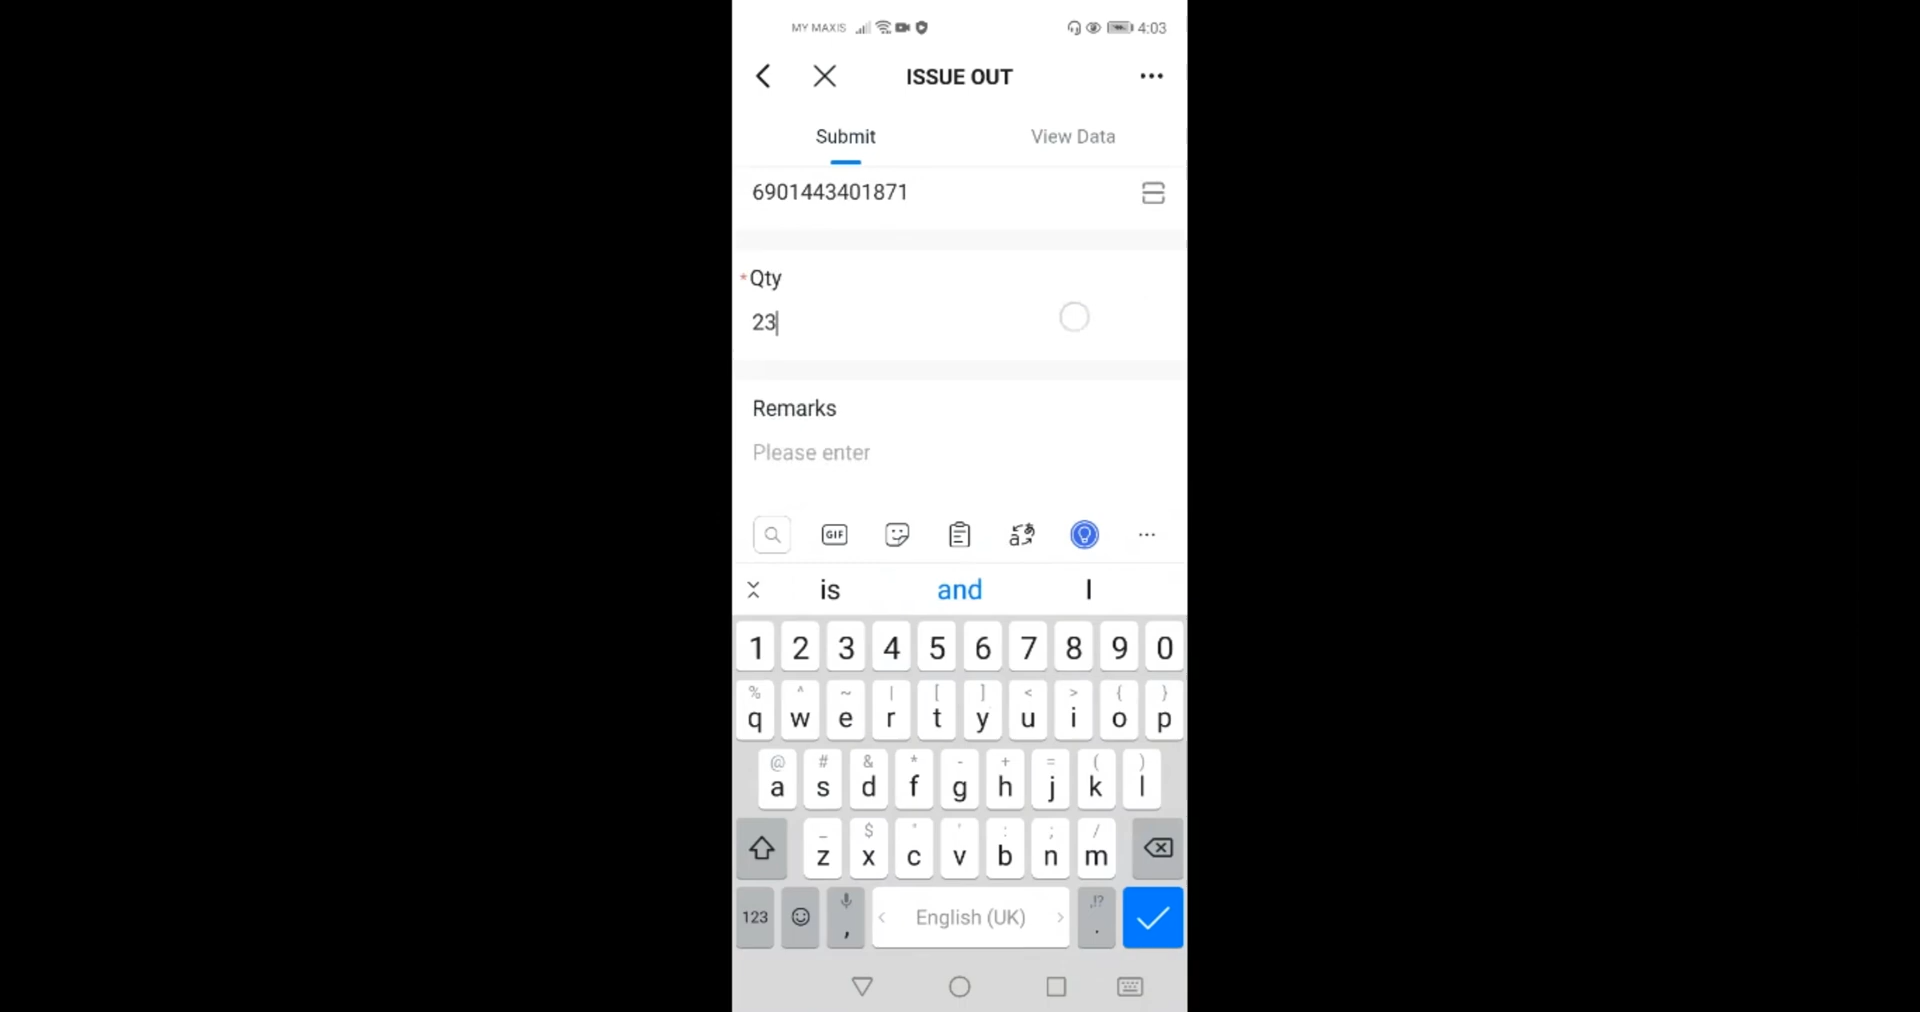 MY MAXIS 4:03
ISSUE OUT
Submit View Data
6901443401871
*Qty
23
Remarks
Please enter
GIF
is and I
1 2 3 4 5 6 7 8 9 0
% ^ ~ | [ ] < > { }
q w e r t y u i o p
@ # & * - + = ( )
a s d f g h j k l
_ $ " ' : ; /
z x c v b n m
123 , < English (UK) > ,!? .